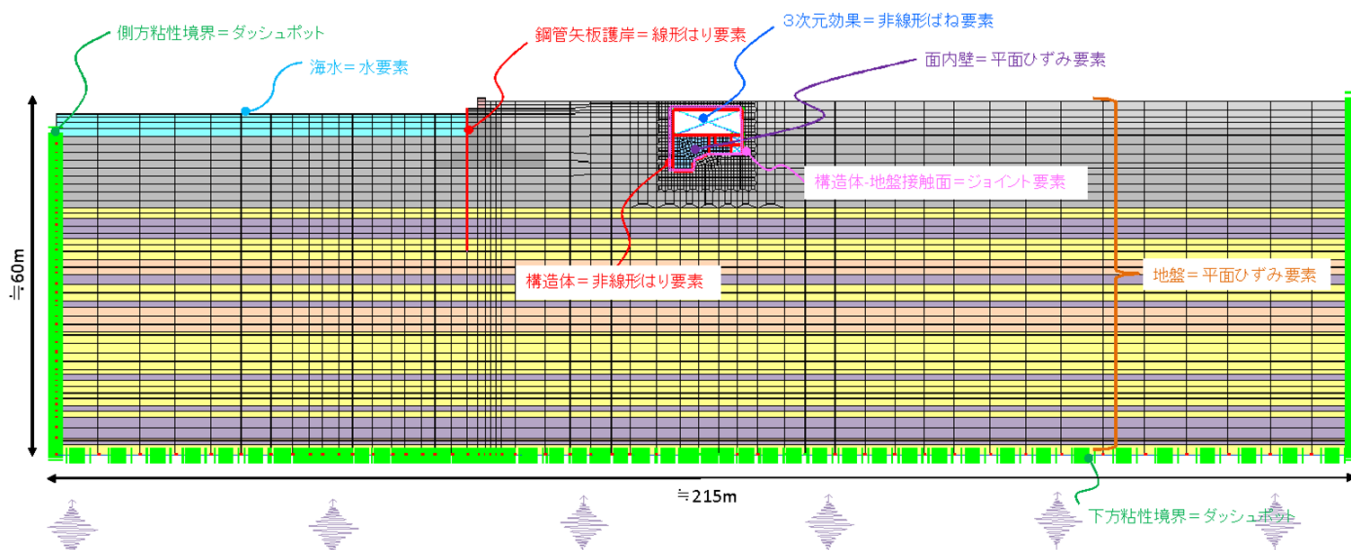 3次元効果=非線形ばね要素
側方粘性境界=ダッシュポット
鋼管矢板護岸=線形はり要素
面内壁=平面ひずみ要素
海水=水要素
構造体-地盤接触面=ジョイント要素
構造体=非線形はり要素
地盤=平面ひずみ要素
≒60m
≒215m
下方粘性境界=ダッシュポット